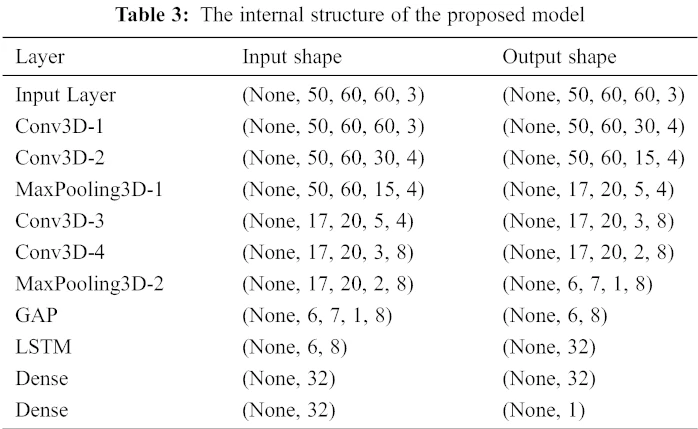 Table 3: The internal structure of the proposed model
Layer Input shape Output shape
Input Layer (None, 50, 60, 60, 3) (None, 50, 60, 60, 3)
Conv3D-1 (None, 50, 60, 60, 3) (None, 50, 60, 30, 4)
Conv3D-2 (None, 50, 60, 30, 4) (None, 50, 60, 15, 4)
MaxPooling3D-1 (None, 50, 60, 15, 4) (None, 17, 20, 5, 4)
Conv3D-3 (None, 17, 20, 5, 4) (None, 17, 20, 3, 8)
Conv3D-4 (None, 17, 20, 3, 8) (None, 17, 20, 2, 8)
MaxPooling3D-2 (None, 17, 20, 2, 8) (None, 6, 7, 1, 8)
GAP (None, 6, 7, 1, 8) (None, 6, 8)
LSTM (None, 6, 8) (None, 32)
Dense (None, 32) (None, 32)
Dense (None, 32) (None, 1)